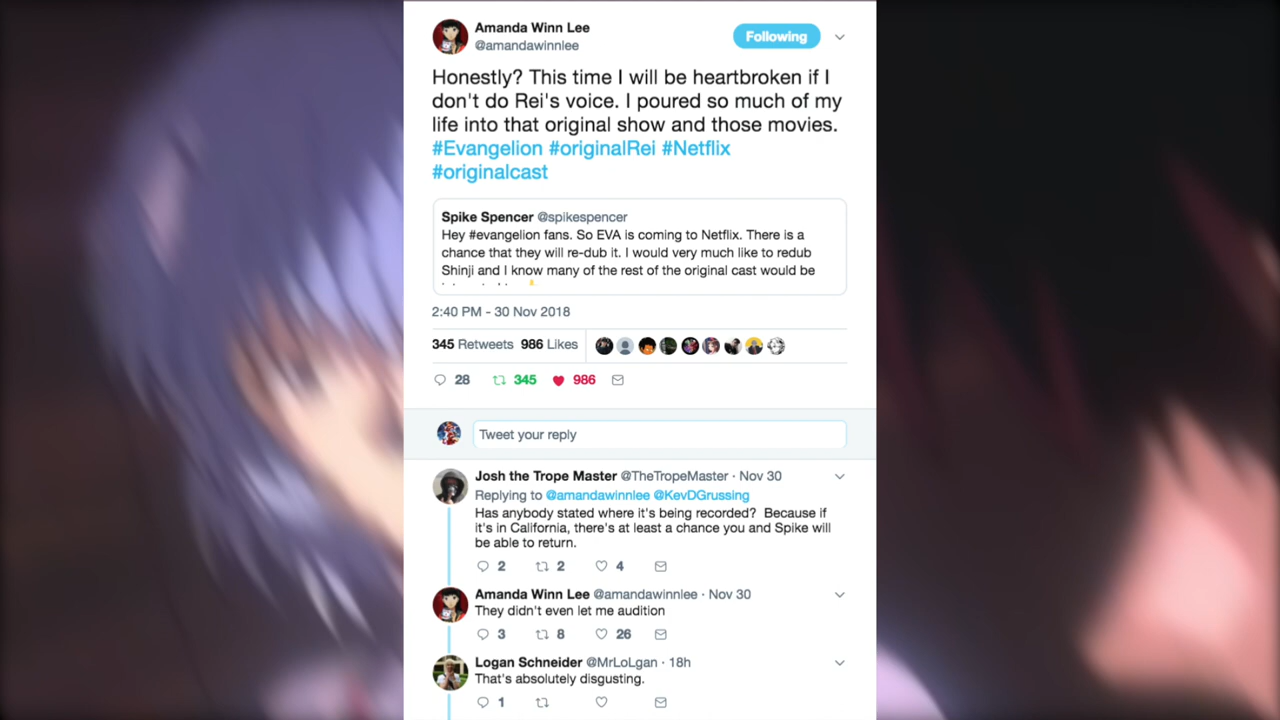 Amanda Winn Lee
@amandawinnlee
Following
Honestly? This time I will be heartbroken if I
don't do Rei's voice. I poured so much of my
life into that original show and those movies.
#Evangelion #originalRei #Netflix
#originalcast
Spike Spencer @spikespencer
Hey #evangelion fans. So EVA is coming to Netflix. There is a
chance that they will re-dub it. I would very much like to redub
Shinji and I know many of the rest of the original cast would be
2:40 PM - 30 Nov 2018
345 Retweets 986 Likes
28 345 986
Tweet your reply
Josh the Trope Master @TheTropeMaster · Nov 30
Replying to @amandawinnlee @KevDGrussing
Has anybody stated where it's being recorded? Because if
it's in California, there's at least a chance you and Spike will
be able to return.
2 2 4
Amanda Winn Lee @amandawinnlee · Nov 30
They didn't even let me audition
3 8 26
Logan Schneider @MrLoLgan · 18h
That's absolutely disgusting.
1